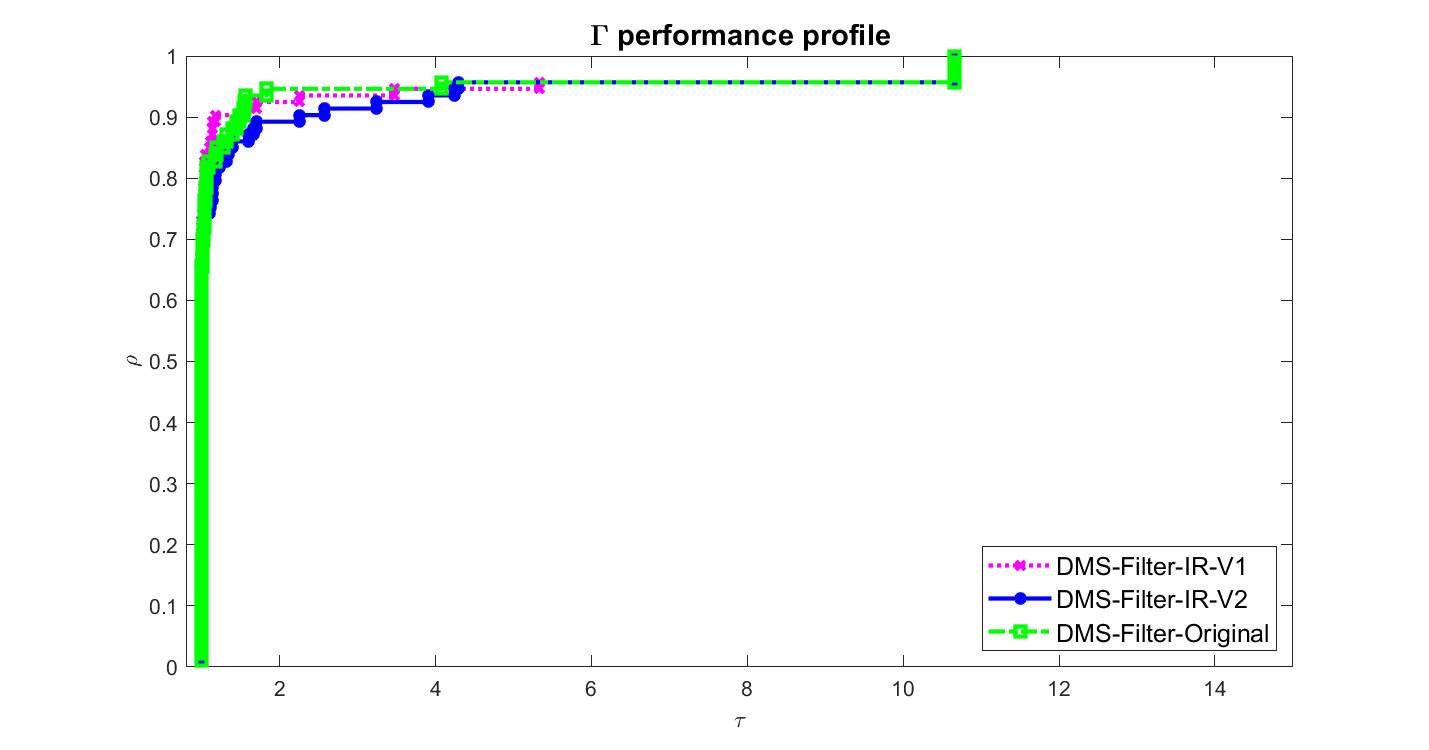 Γ performance profile
1
0.9
0.8
0.7
0.6
0.5
0.4
0.3
0.2
0.1
0
ρ
2 4 6 8 10 12 14
τ
DMS-Filter-IR-V1
DMS-Filter-IR-V2
DMS-Filter-Original